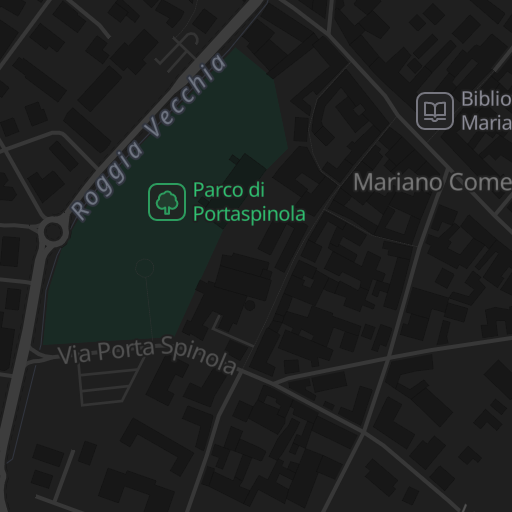 Roggia Vecchia
Biblio
Maria
Mariano Come
Parco di
Portaspinola
Via Porta Spinola